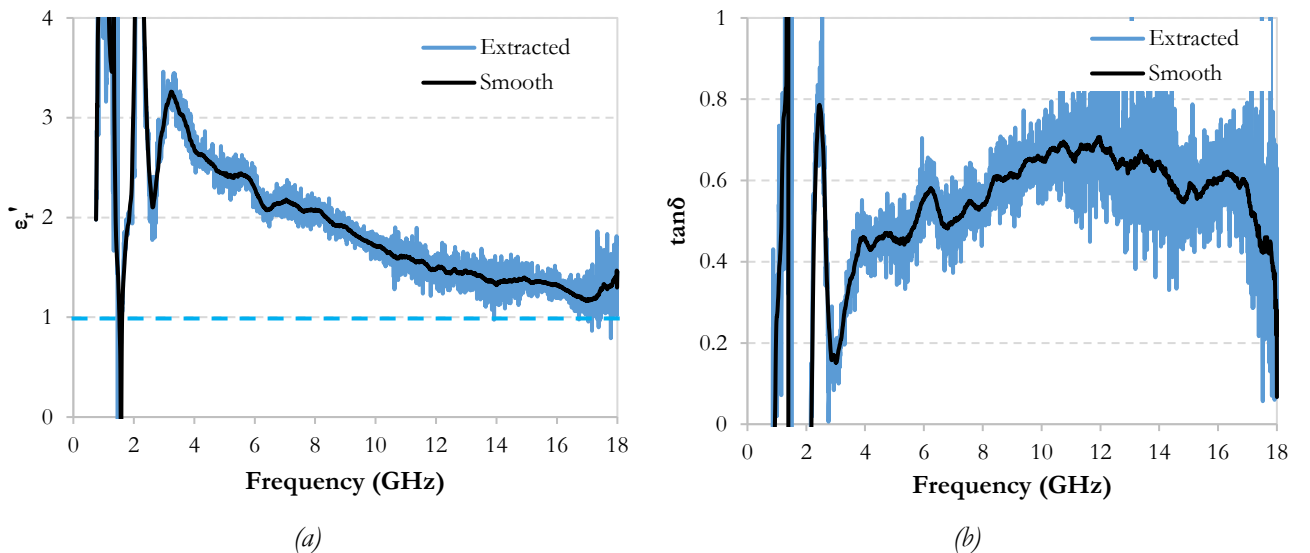 4
3
2
1
0
εr'
Extracted
Smooth
0 2 4 6 8 10 12 14 16 18
Frequency (GHz)
(a)
1
0.8
0.6
0.4
0.2
0
tanδ
Extracted
Smooth
0 2 4 6 8 10 12 14 16 18
Frequency (GHz)
(b)